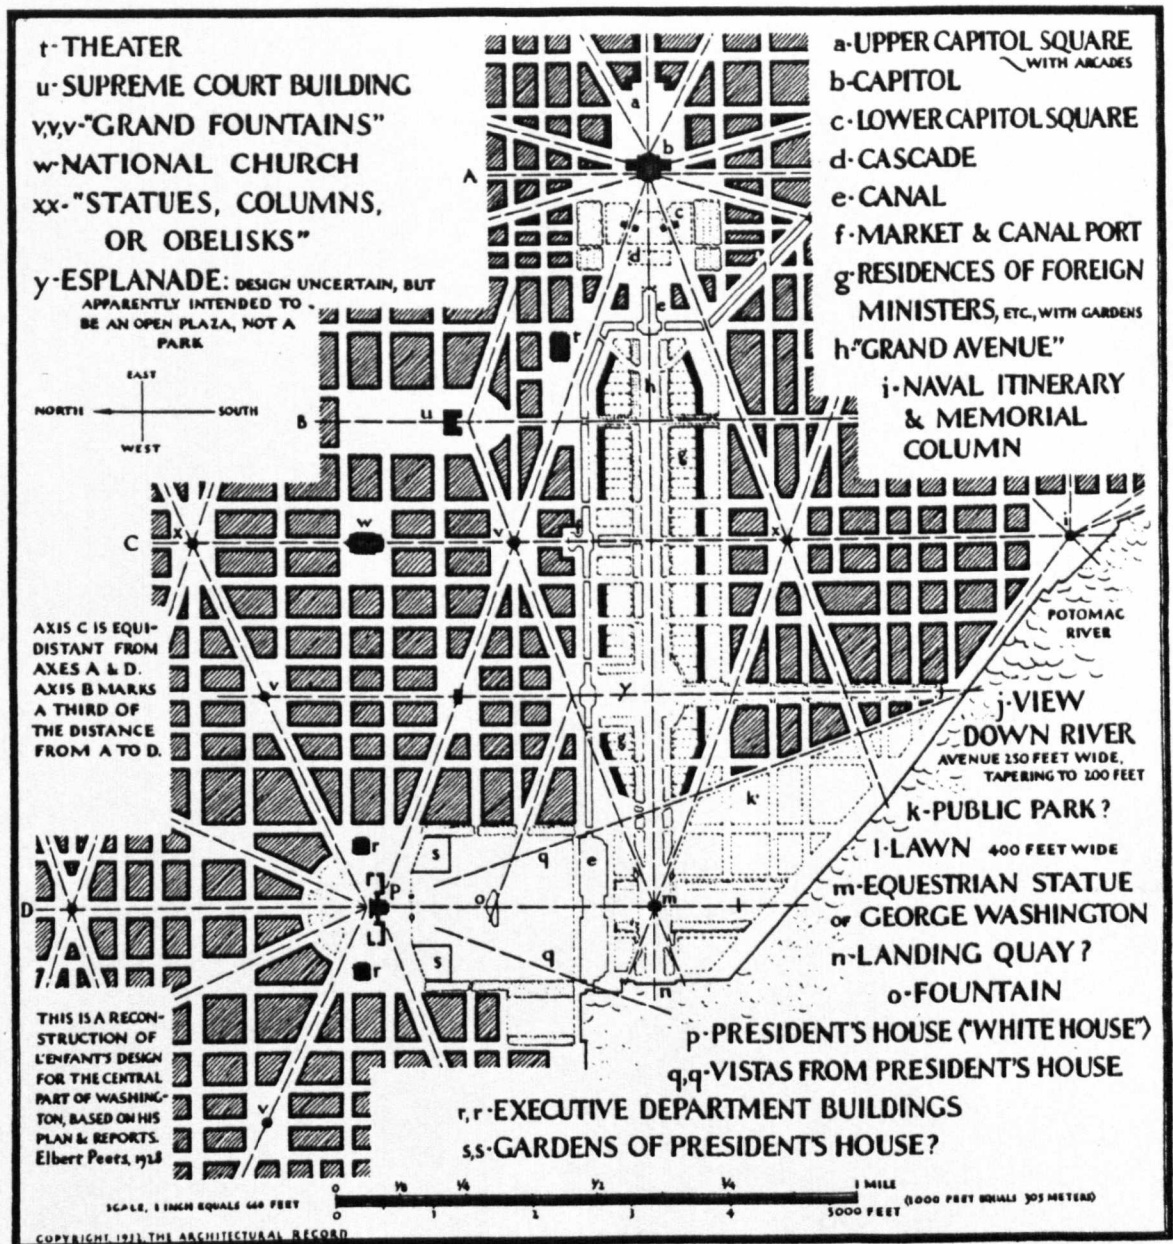 t·THEATER
u·SUPREME COURT BUILDING
v,v,v-"GRAND FOUNTAINS"
w-NATIONAL CHURCH
xx-"STATUES, COLUMNS,
OR OBELISKS"
y-ESPLANADE: DESIGN UNCERTAIN, BUT
APPARENTLY INTENDED TO
BE AN OPEN PLAZA, NOT A
PARK
EAST
NORTH
SOUTH
WEST
a·UPPER CAPITOL SQUARE
WITH ARCADES
b-CAPITOL
c·LOWER CAPITOL SQUARE
d-CASCADE
e-CANAL
f·MARKET & CANAL PORT
g·RESIDENCES OF FOREIGN
MINISTERS, ETC., WITH GARDENS
h-"GRAND AVENUE"
i·NAVAL ITINERARY
& MEMORIAL
COLUMN
a
b
A
c
d
e
r
h
B
u
g
C
x
w
v
f
x
i
POTOMAC
RIVER
AXIS C IS EQUI-
DISTANT FROM
AXES A & D.
AXIS B MARKS
A THIRD OF
THE DISTANCE
FROM A TO D.
v
t
y
j
g
j·VIEW
DOWN RIVER
AVENUE 250 FEET WIDE,
TAPERING TO 200 FEET
k
k-PUBLIC PARK?
l-LAWN 400 FEET WIDE
m-EQUESTRIAN STATUE
OF GEORGE WASHINGTON
n-LANDING QUAY?
o-FOUNTAIN
p·PRESIDENT'S HOUSE ("WHITE HOUSE")
q,q-VISTAS FROM PRESIDENT'S HOUSE
r,r·EXECUTIVE DEPARTMENT BUILDINGS
s,s·GARDENS OF PRESIDENT'S HOUSE?
r
s
q
e
p
D
o
m
l
r
s
q
n
v
THIS IS A RECON-
STRUCTION OF
L'ENFANT'S DESIGN
FOR THE CENTRAL
PART OF WASHING-
TON, BASED ON HIS
PLAN & REPORTS.
Elbert Peets, 1928
SCALE, 1 INCH EQUALS 660 FEET
0 1/8 1/4 1/2 3/4 1 MILE
0 1 2 3 4 5000 FEET
(1000 FEET EQUALS 305 METERS)
COPYRIGHT, 1932, THE ARCHITECTURAL RECORD